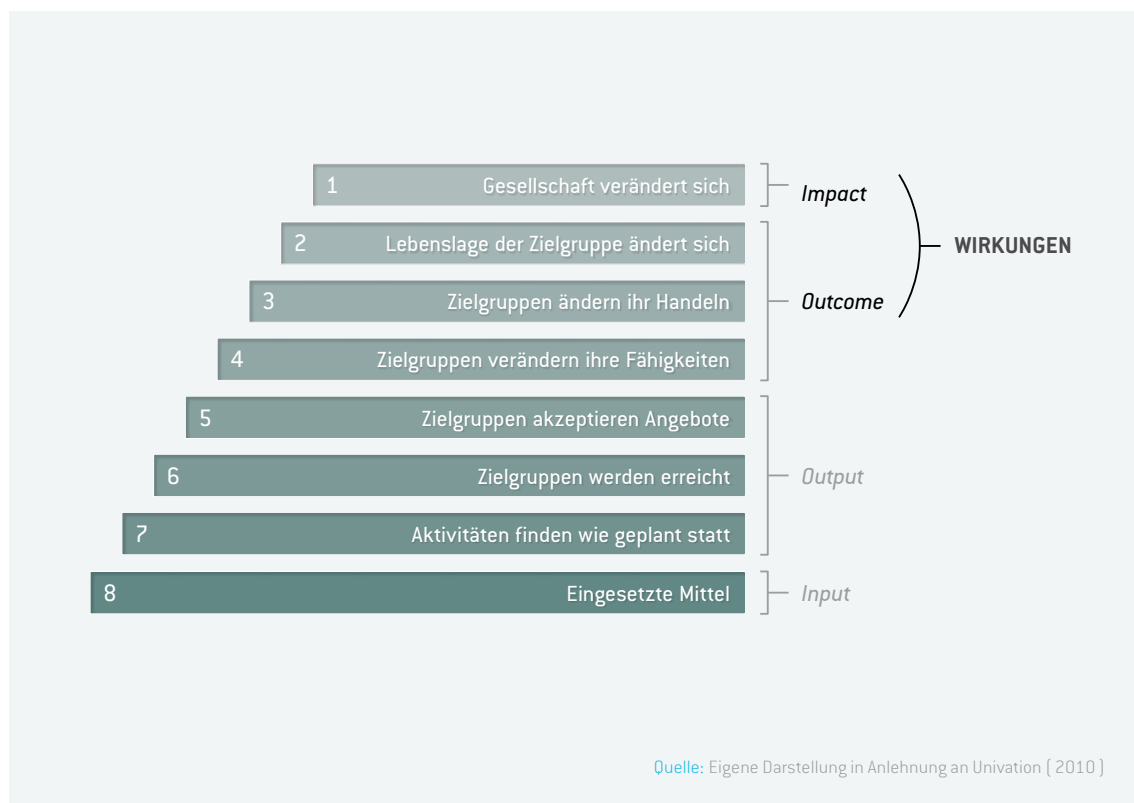 1 Gesellschaft verändert sich
Impact
2 Lebenslage der Zielgruppe ändert sich
WIRKUNGEN
3 Zielgruppen ändern ihr Handeln
Outcome
4 Zielgruppen verändern ihre Fähigkeiten
5 Zielgruppen akzeptieren Angebote
6 Zielgruppen werden erreicht
Output
7 Aktivitäten finden wie geplant statt
8 Eingesetzte Mittel
Input
Quelle: Eigene Darstellung in Anlehnung an Univation ( 2010 )